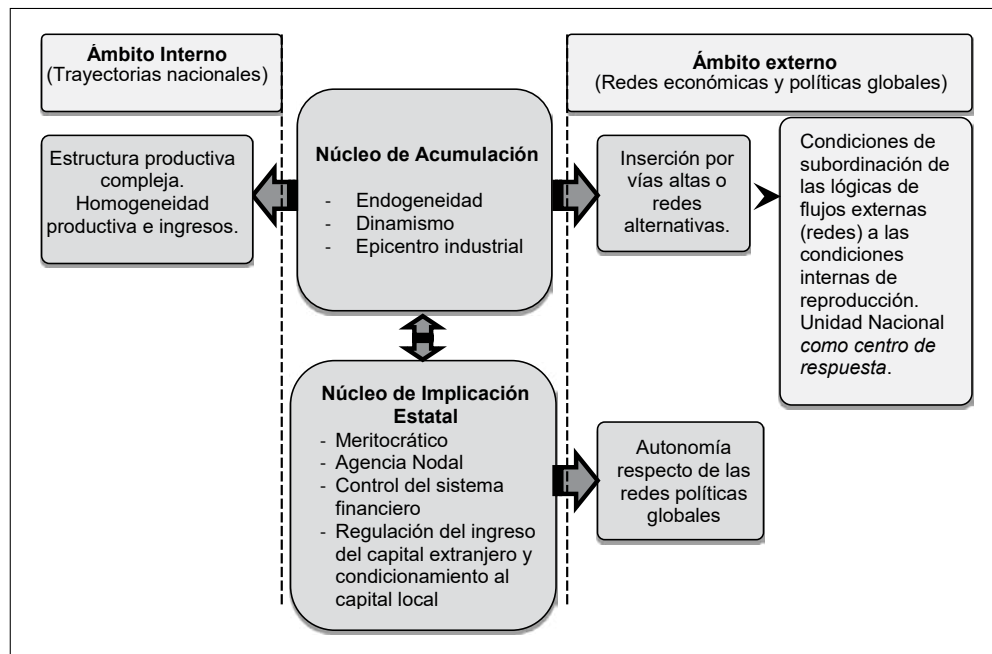 Ámbito Interno
(Trayectorias nacionales)
Ámbito externo
(Redes económicas y políticas globales)
Estructura productiva
compleja.
Homogeneidad
productiva e ingresos.
Núcleo de Acumulación
- Endogeneidad
- Dinamismo
- Epicentro industrial
Inserción por
vías altas o
redes
alternativas.
Condiciones de
subordinación de
las lógicas de
flujos externas
(redes) a las
condiciones
internas de
reproducción.
Unidad Nacional
como centro de
respuesta.
Núcleo de Implicación
Estatal
- Meritocrático
- Agencia Nodal
- Control del sistema
financiero
- Regulación del ingreso
del capital extranjero y
condicionamiento al
capital local
Autonomía
respecto de las
redes políticas
globales